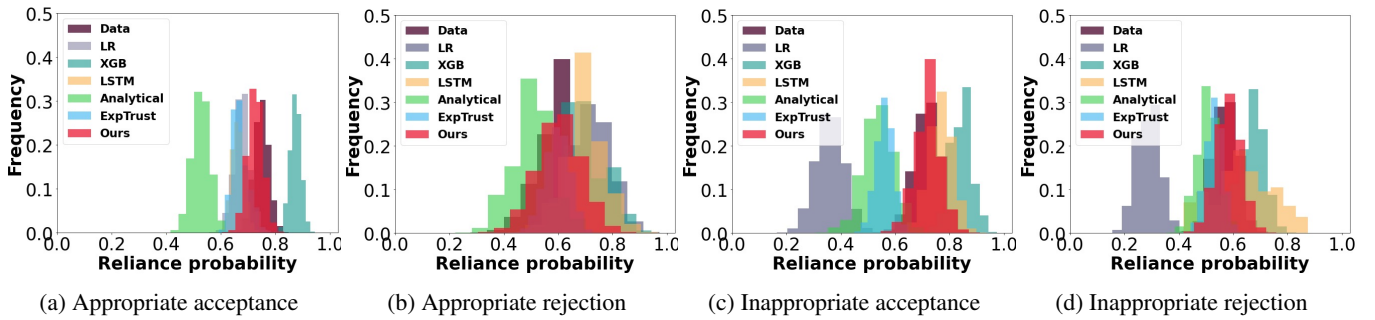 0.5
0.4
0.3
0.2
0.1
0.0
Frequency
Data
LR
XGB
LSTM
Analytical
ExpTrust
Ours
0.0 0.2 0.4 0.6 0.8 1.0
Reliance probability
(a) Appropriate acceptance
0.5
0.4
0.3
0.2
0.1
0.0
Frequency
Data
LR
XGB
LSTM
Analytical
ExpTrust
Ours
0.0 0.2 0.4 0.6 0.8 1.0
Reliance probability
(b) Appropriate rejection
0.5
0.4
0.3
0.2
0.1
0.0
Frequency
Data
LR
XGB
LSTM
Analytical
ExpTrust
Ours
0.0 0.2 0.4 0.6 0.8 1.0
Reliance probability
(c) Inappropriate acceptance
0.5
0.4
0.3
0.2
0.1
0.0
Frequency
Data
LR
XGB
LSTM
Analytical
ExpTrust
Ours
0.0 0.2 0.4 0.6 0.8 1.0
Reliance probability
(d) Inappropriate rejection